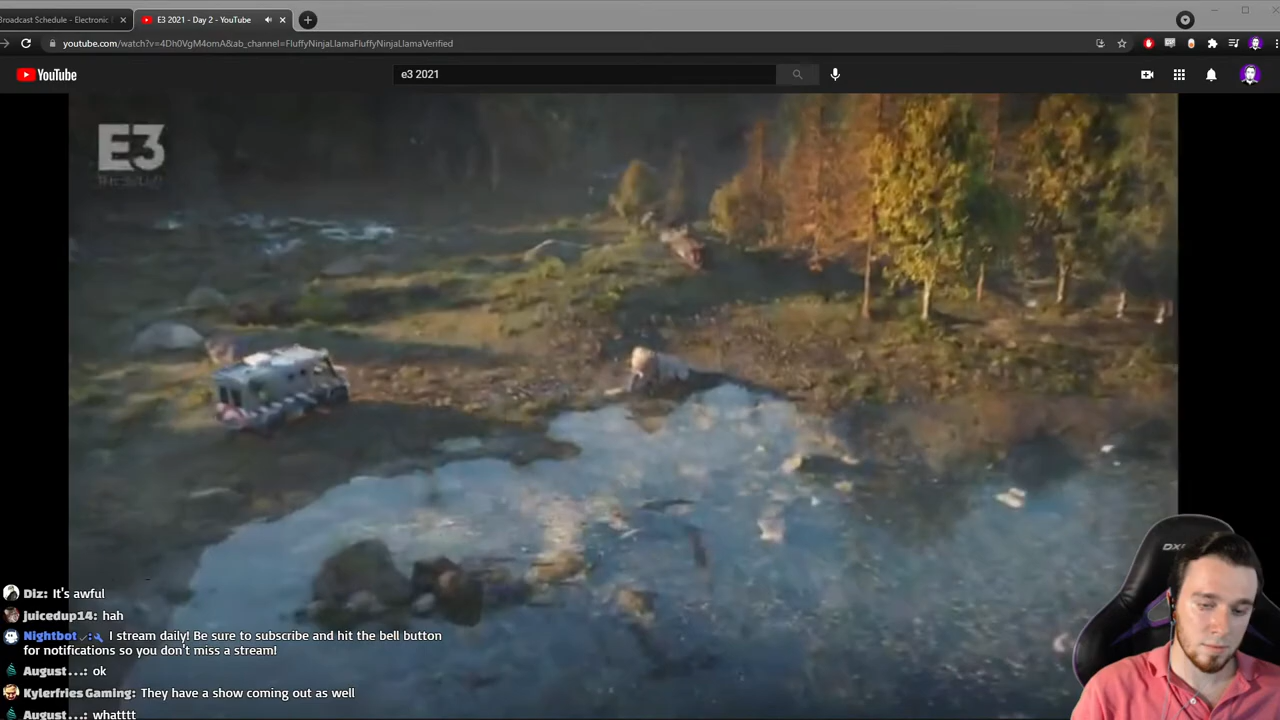 Broadcast Schedule - Electronic
E3 2021 - Day 2 - YouTube
youtube.com/watch?v=4Dh0VgM4omA&ab_channel=FluffyNinjaLlamaFluffyNinjaLlamaVerified
YouTube
e3 2021
E3
DX
Diz: It's awful
Juicedup14: hah
Nightbot: I stream daily! Be sure to subscribe and hit the bell button
for notifications so you don't miss a stream!
August...: ok
Kylerfries Gaming: They have a show coming out as well
August...: whatttt